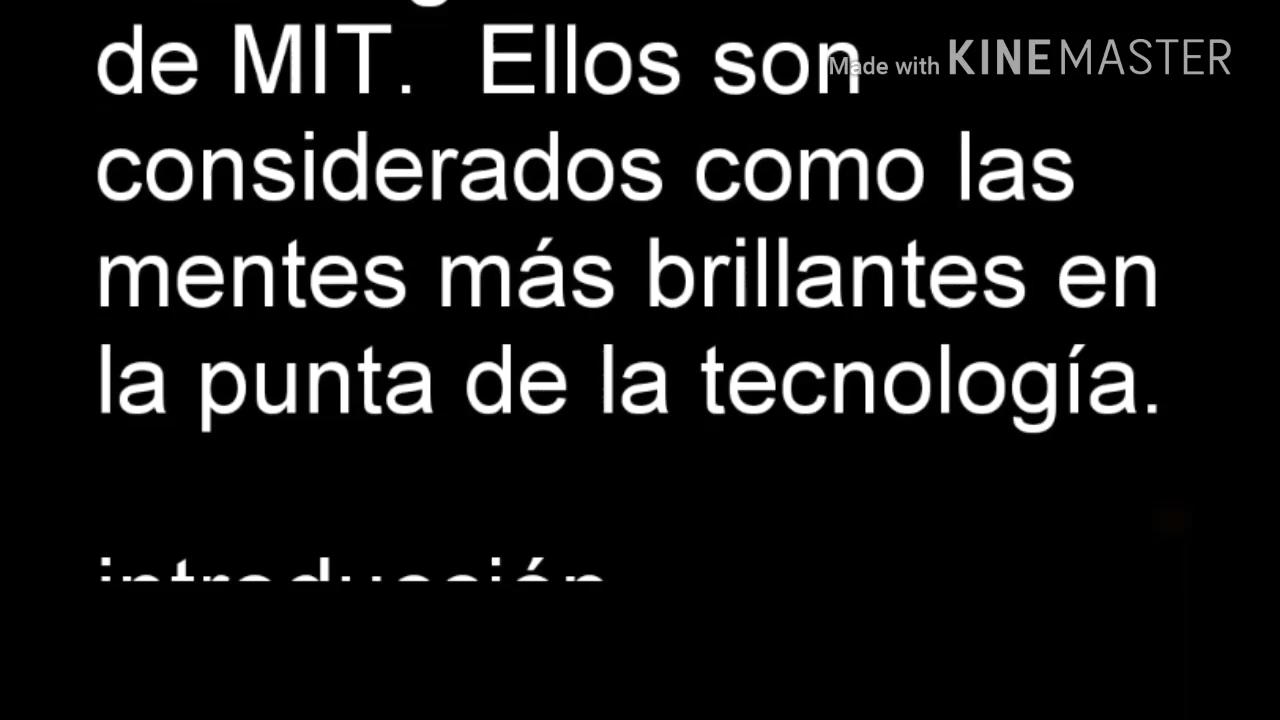 de MIT.  Ellos son
Made with KINEMASTER
considerados como las
mentes más brillantes en
la punta de la tecnología.
introducción